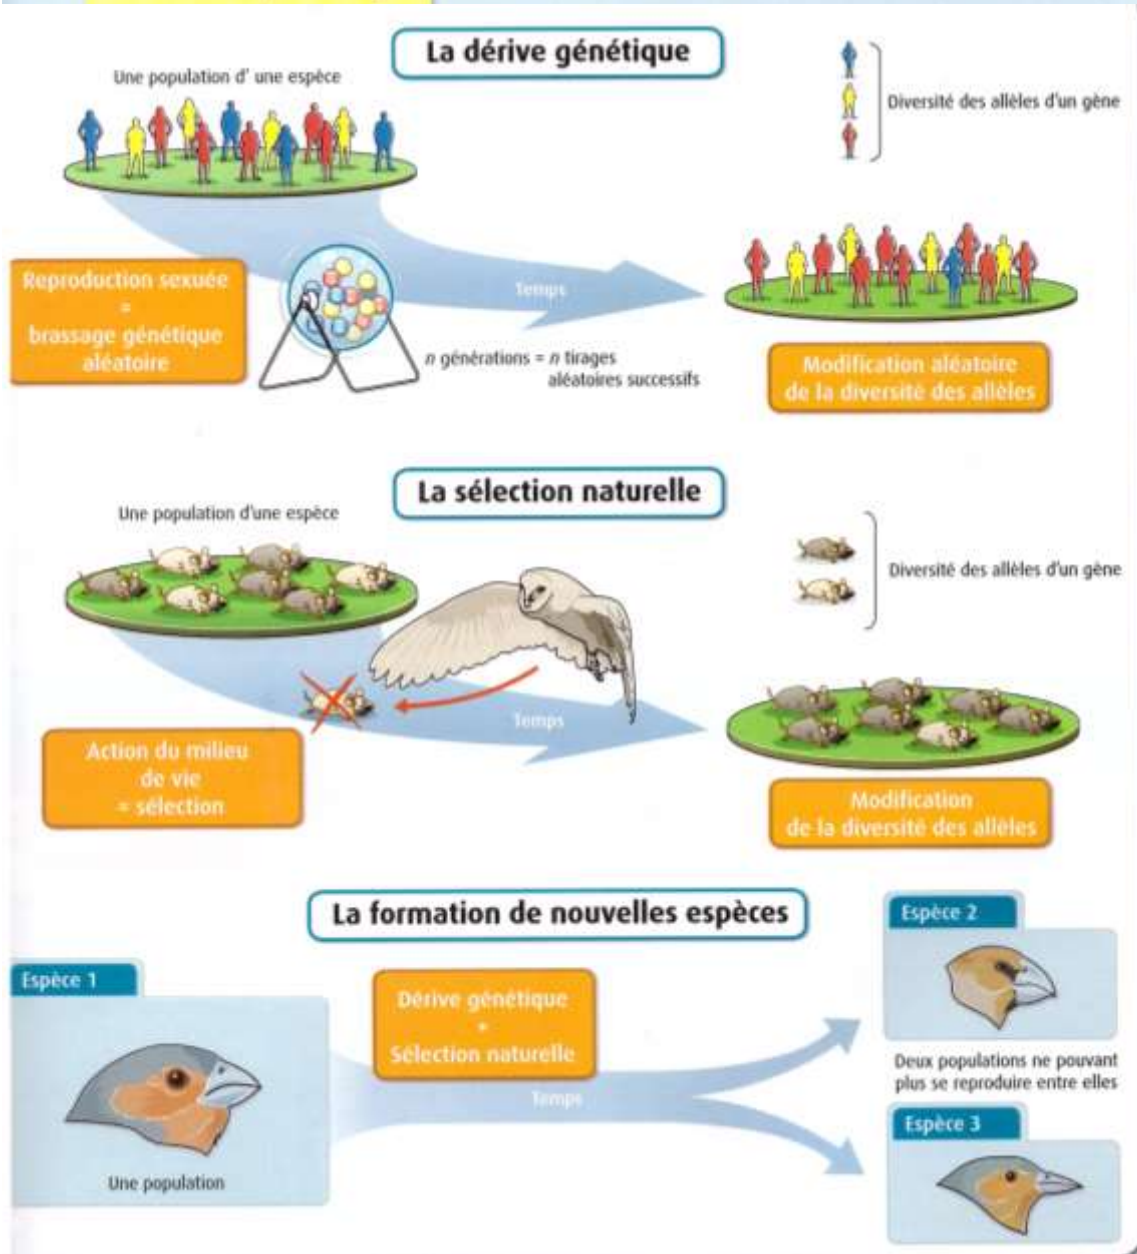 La dérive génétique
Une population d' une espèce
Diversité des allèles d'un gène
Reproduction sexuée
=
brassage génétique
aléatoire
Temps
n générations = n tirages
aléatoires successifs
Modification aléatoire
de la diversité des allèles
La sélection naturelle
Une population d'une espèce
Diversité des allèles d'un gène
Temps
Action du milieu
de vie
= sélection
Modification
de la diversité des allèles
La formation de nouvelles espèces
Espèce 1
Une population
Dérive génétique
+
Sélection naturelle
Temps
Espèce 2
Deux populations ne pouvant
plus se reproduire entre elles
Espèce 3